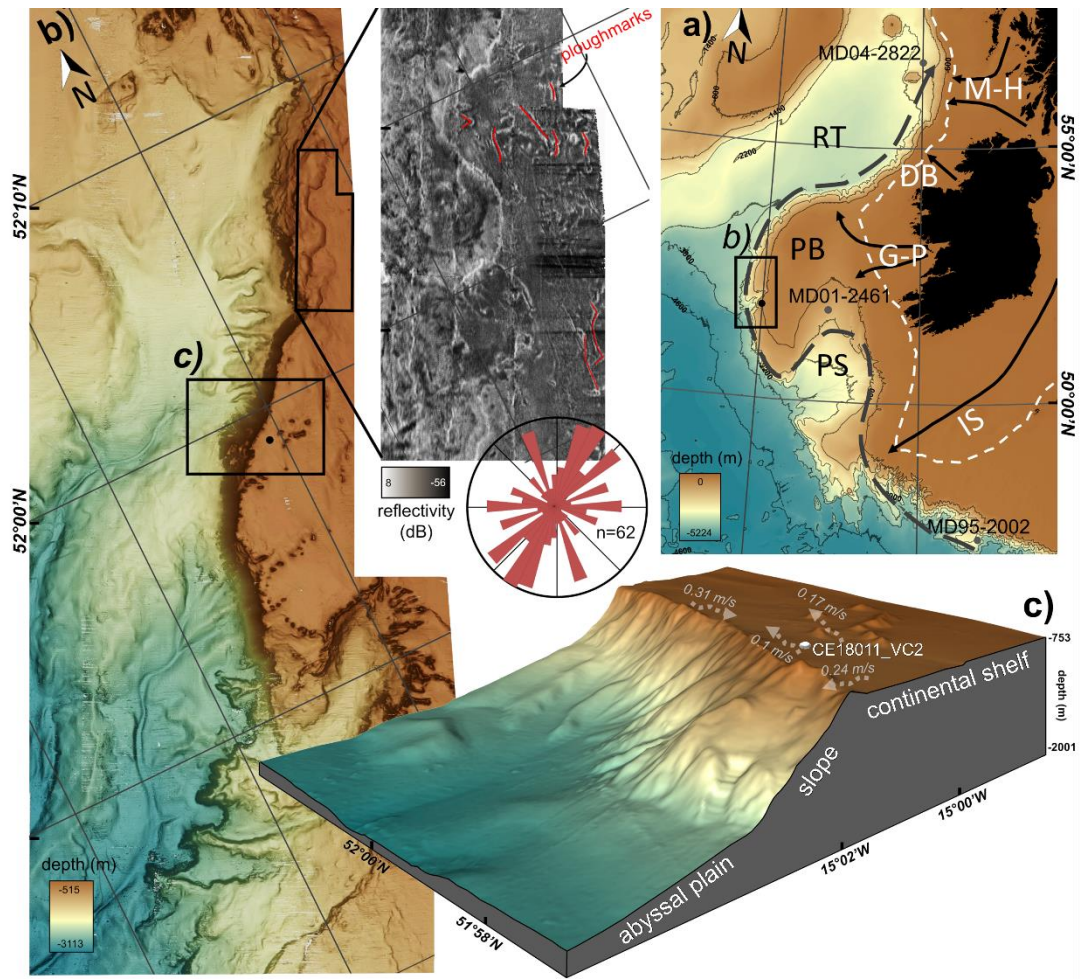 b)
N
52°10'N
c)
52°00'N
depth (m)
-515
-3113
ploughmarks
8
-56
reflectivity
(dB)
n=62
a)
N
MD04-2822
600
M-H
55°00'N
RT
DB
b)
PB
G-P
MD01-2461
PS
50°00'N
IS
depth (m)
0
-5224
MD95-2002
c)
0.31 m/s
0.17 m/s
0.1 m/s
CE18011_VC2
0.24 m/s
continental shelf
slope
abyssal plain
-753
depth (m)
-2001
15°00'W
15°02'W
52°00'N
51°58'N